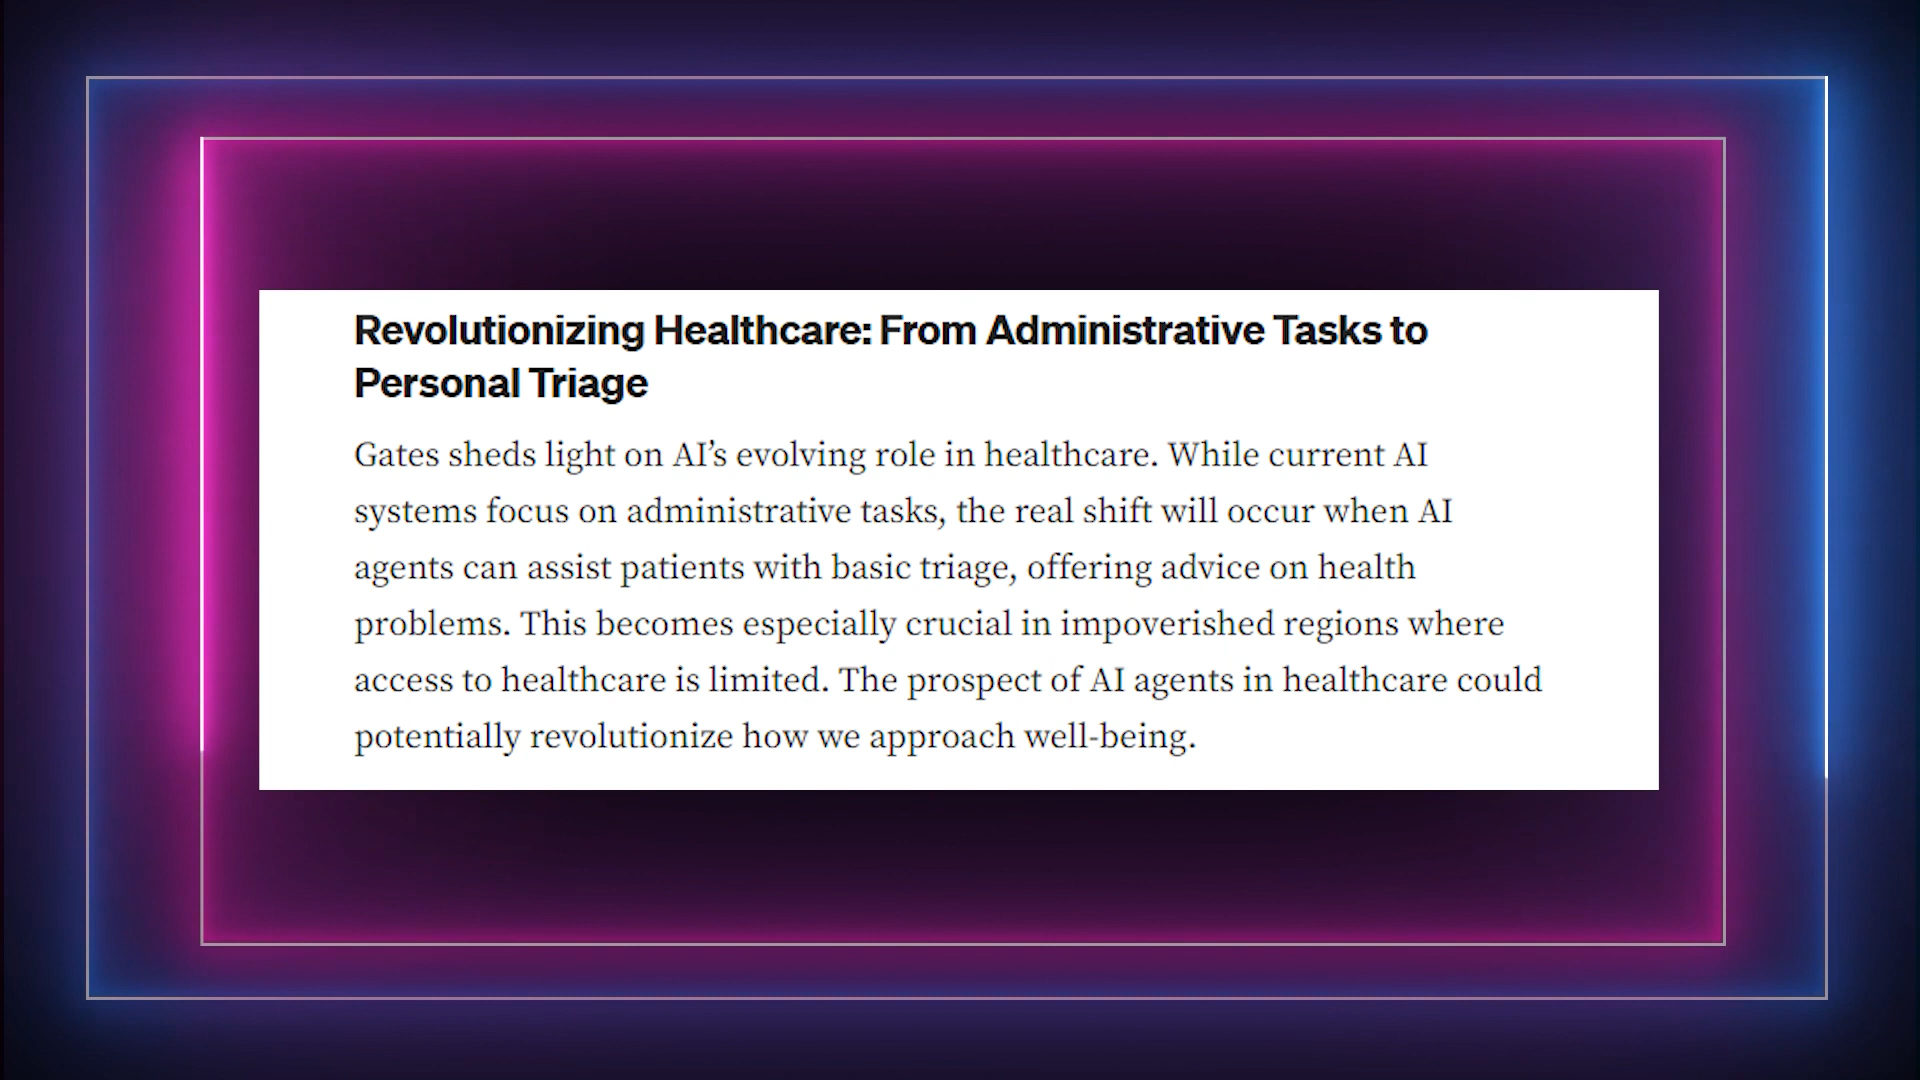 Revolutionizing Healthcare: From Administrative Tasks to
Personal Triage
Gates sheds light on AI’s evolving role in healthcare. While current AI
systems focus on administrative tasks, the real shift will occur when AI
agents can assist patients with basic triage, offering advice on health
problems. This becomes especially crucial in impoverished regions where
access to healthcare is limited. The prospect of AI agents in healthcare could
potentially revolutionize how we approach well-being.